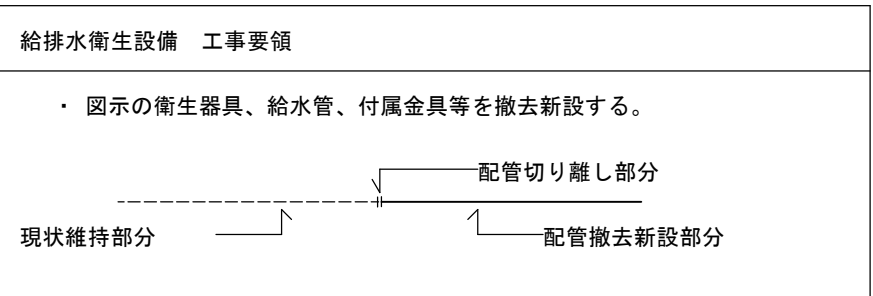 給排水衛生設備　工事要領
・ 図示の衛生器具、給水管、付属金具等を撤去新設する。
配管切り離し部分
現状維持部分
配管撤去新設部分